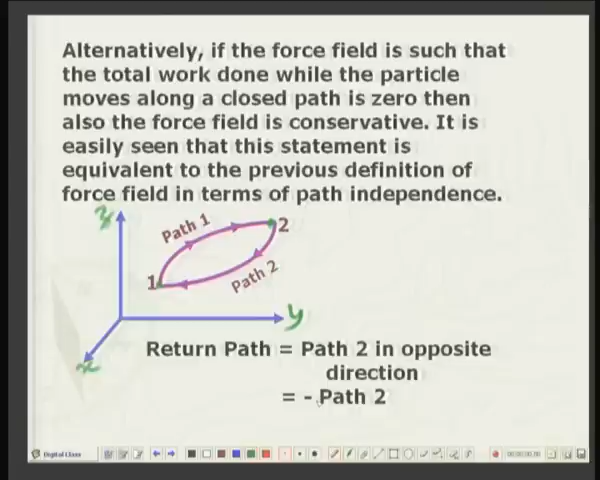 Alternatively, if the force field is such that
the total work done while the particle
moves along a closed path is zero then
also the force field is conservative. It is
easily seen that this statement is
equivalent to the previous definition of
force field in terms of path independence.
z
Path 1
2
1
Path 2
y
x
Return Path = Path 2 in opposite
direction
= - Path 2
Digital Class